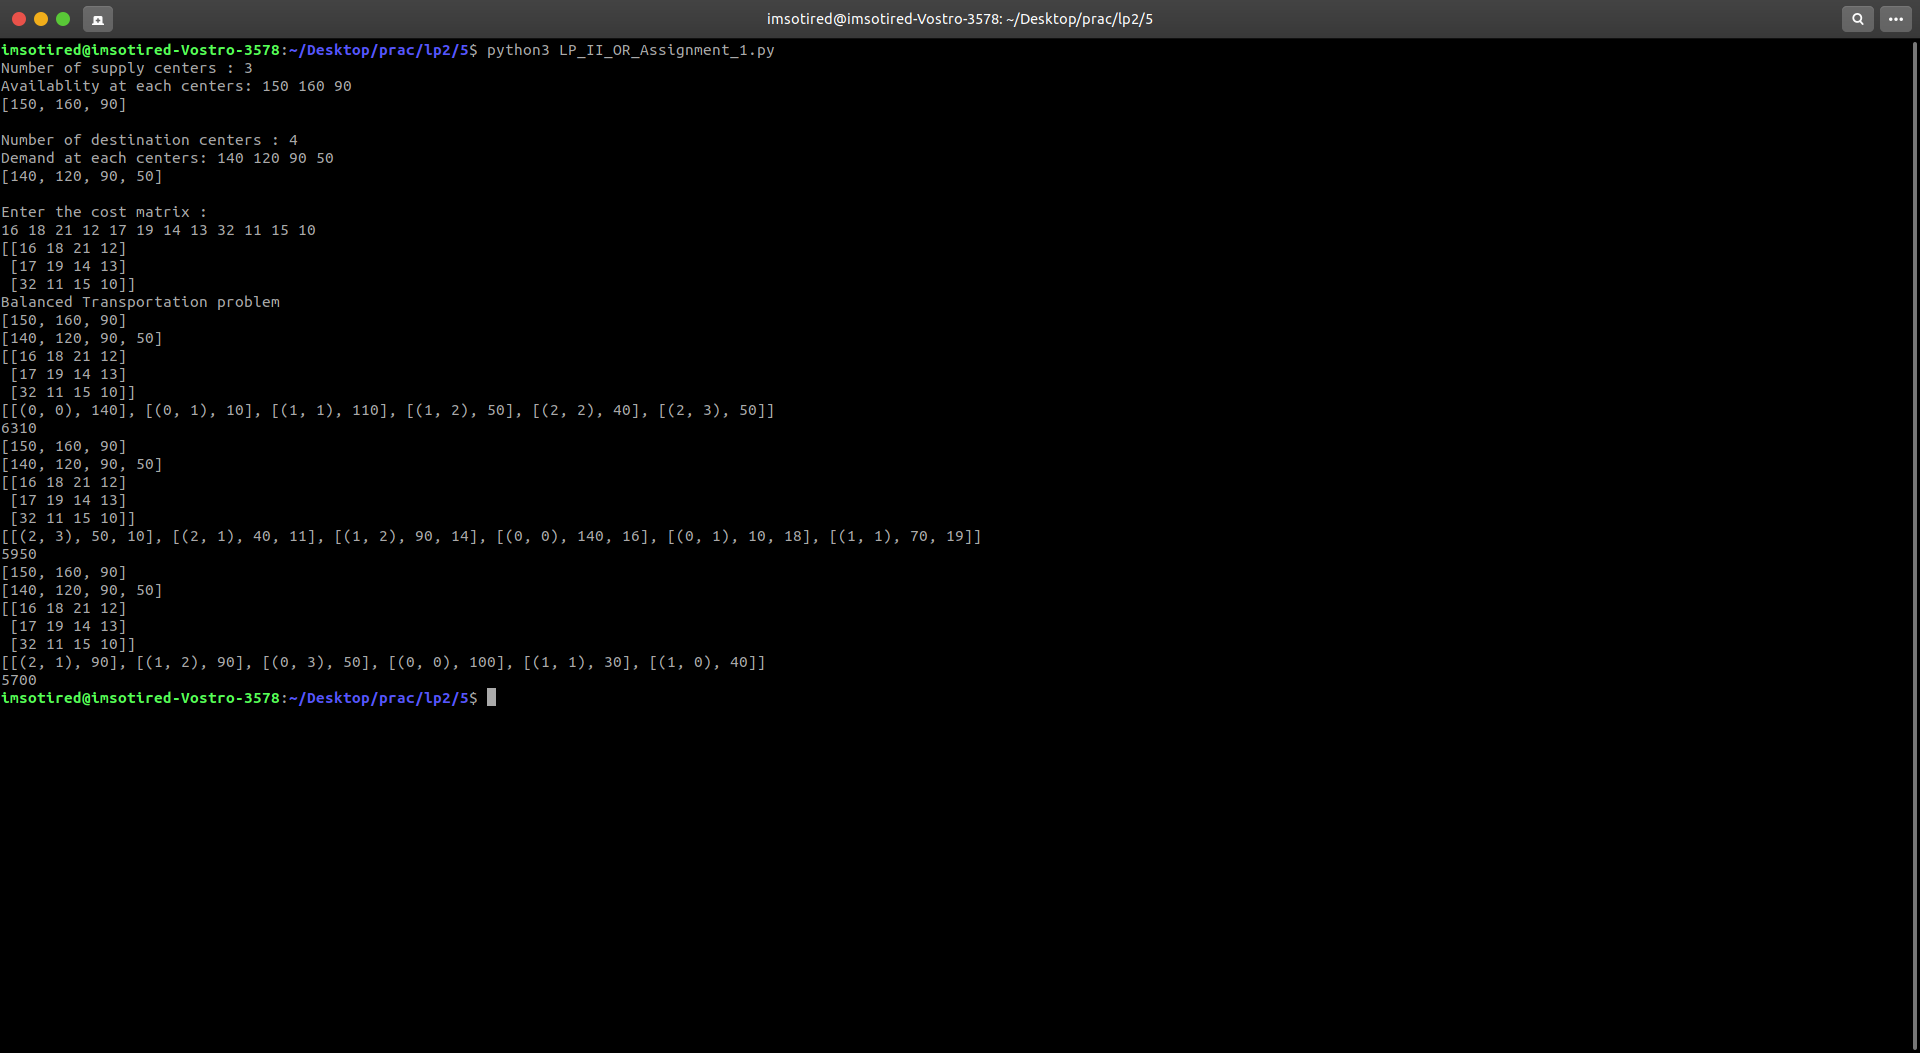 imsotired@imsotired-Vostro-3578: ~/Desktop/prac/lp2/5
imsotired@imsotired-Vostro-3578:~/Desktop/prac/lp2/5$ python3 LP_II_OR_Assignment_1.py
Number of supply centers : 3
Availablity at each centers: 150 160 90
[150, 160, 90]

Number of destination centers : 4
Demand at each centers: 140 120 90 50
[140, 120, 90, 50]

Enter the cost matrix :
16 18 21 12 17 19 14 13 32 11 15 10
[[16 18 21 12]
 [17 19 14 13]
 [32 11 15 10]]
Balanced Transportation problem
[150, 160, 90]
[140, 120, 90, 50]
[[16 18 21 12]
 [17 19 14 13]
 [32 11 15 10]]
[[(0, 0), 140], [(0, 1), 10], [(1, 1), 110], [(1, 2), 50], [(2, 2), 40], [(2, 3), 50]]
6310
[150, 160, 90]
[140, 120, 90, 50]
[[16 18 21 12]
 [17 19 14 13]
 [32 11 15 10]]
[[(2, 3), 50, 10], [(2, 1), 40, 11], [(1, 2), 90, 14], [(0, 0), 140, 16], [(0, 1), 10, 18], [(1, 1), 70, 19]]
5950
[150, 160, 90]
[140, 120, 90, 50]
[[16 18 21 12]
 [17 19 14 13]
 [32 11 15 10]]
[[(2, 1), 90], [(1, 2), 90], [(0, 3), 50], [(0, 0), 100], [(1, 1), 30], [(1, 0), 40]]
5700
imsotired@imsotired-Vostro-3578:~/Desktop/prac/lp2/5$